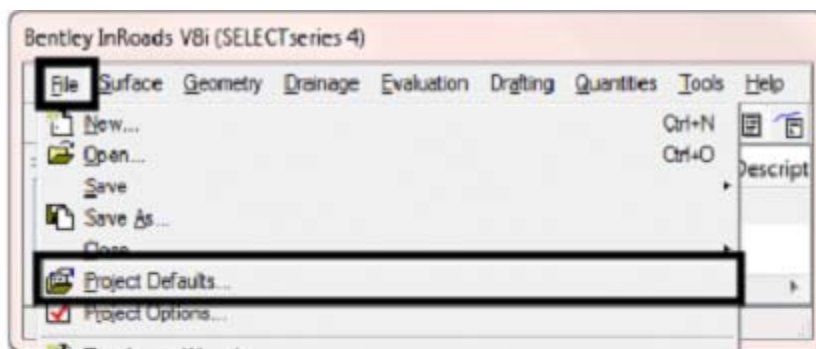 Bentley InRoads V8i (SELECTseries 4)
File Surface Geometry Drainage Evaluation Drafting Quantities Tools Help
New... Ctrl+N
Open... Ctrl+O
Descript
Save
Save As...
Close
Project Defaults...
Project Options...